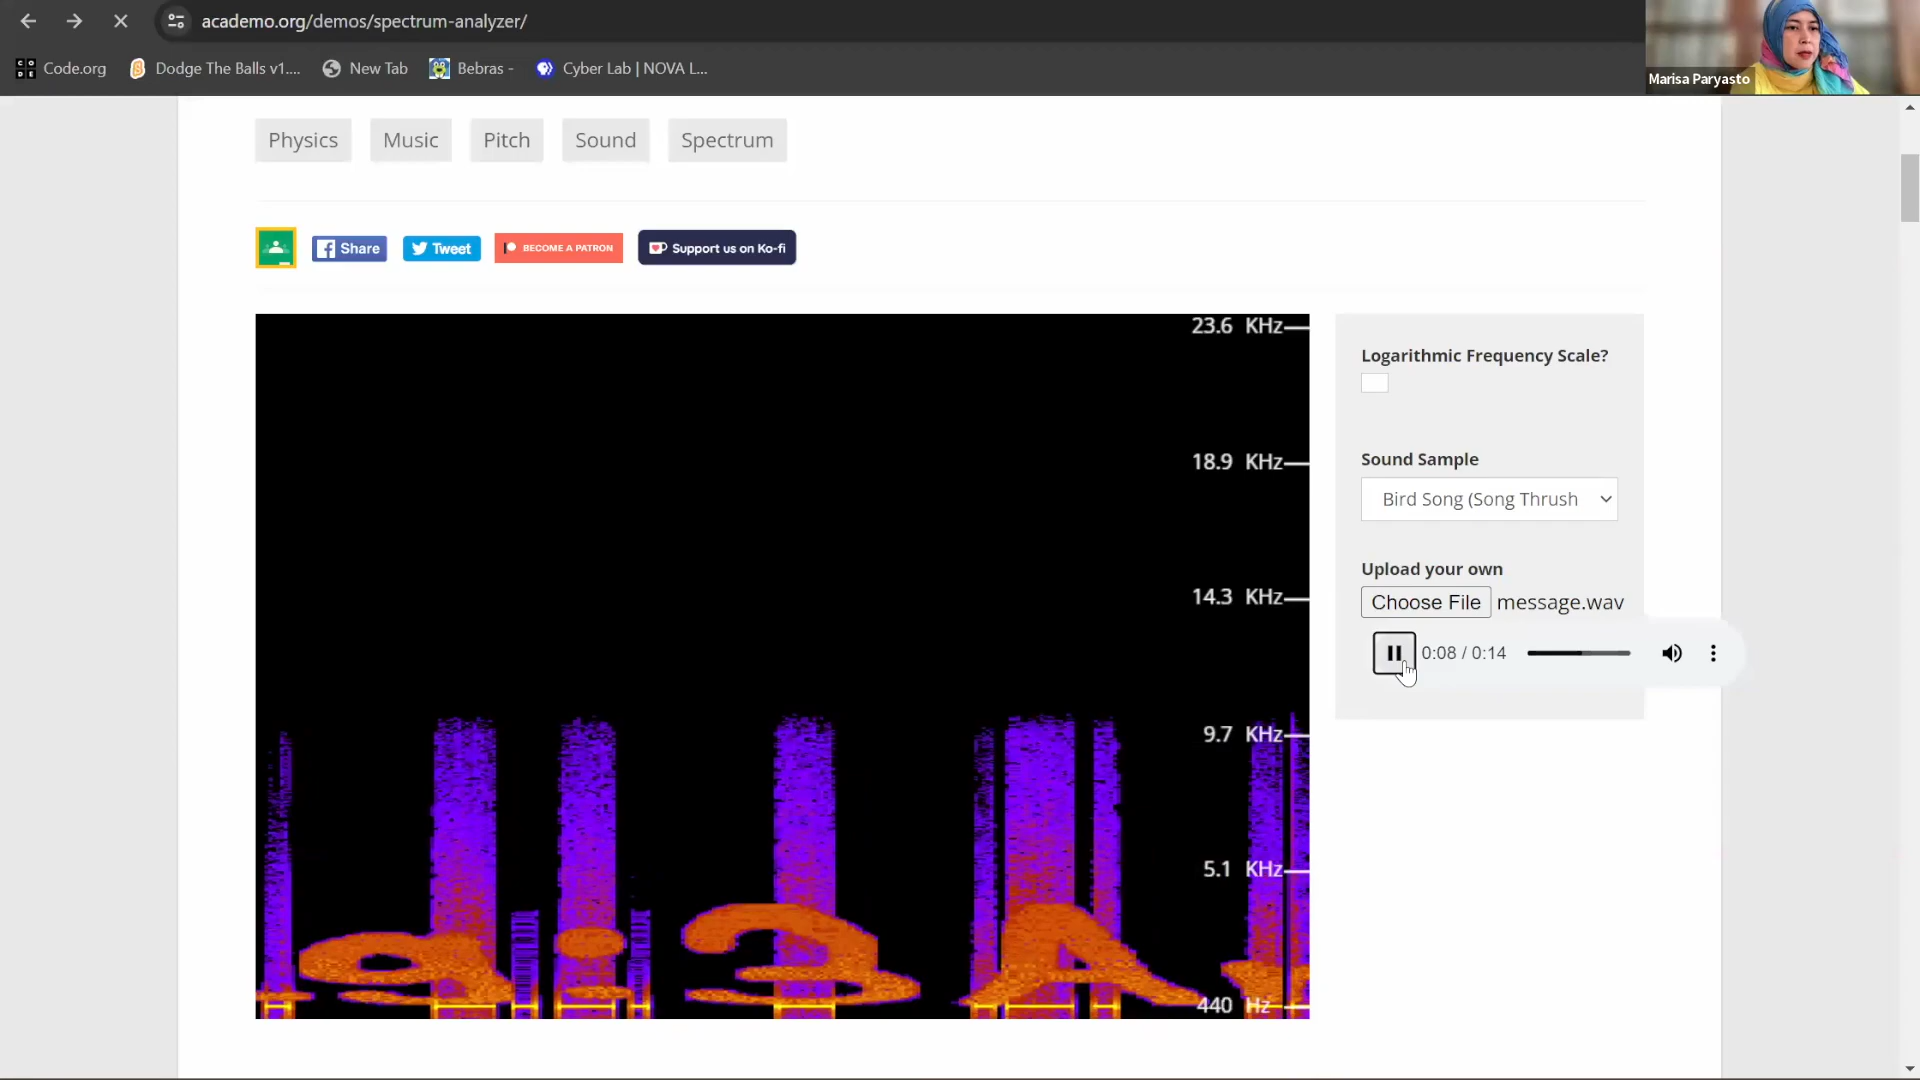 academo.org/demos/spectrum-analyzer/
Code.org Dodge The Balls v1.... New Tab Bebras - Cyber Lab | NOVA L...
Marisa Paryasto
Physics Music Pitch Sound Spectrum
Share Tweet BECOME A PATRON Support us on Ko-fi
23.6 KHz
18.9 KHz
14.3 KHz
9.7 KHz
5.1 KHz
440 Hz
Logarithmic Frequency Scale?
Sound Sample
Bird Song (Song Thrush
Upload your own
Choose File message.wav
0:08 / 0:14